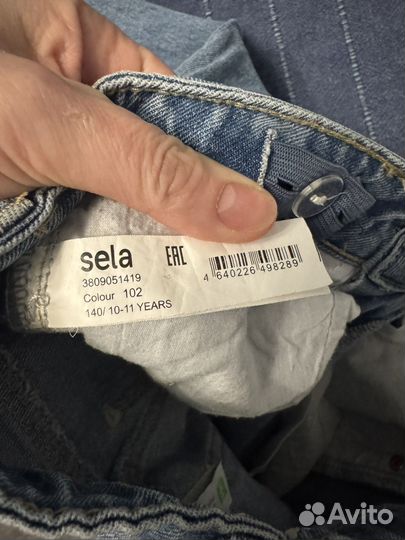 sela EAC
3809051419
Colour 102
140/ 10-11 YEARS
4 640226 498289
Avito